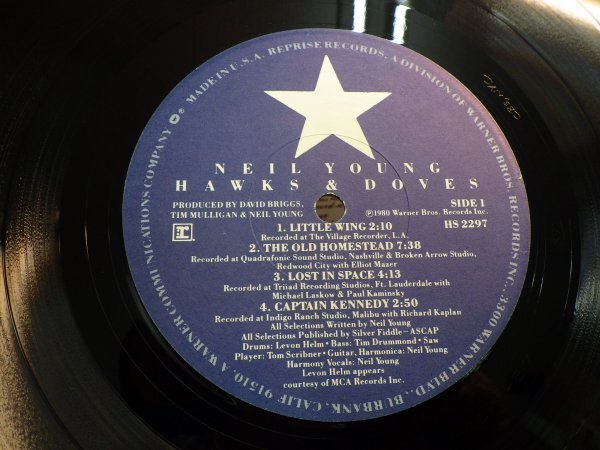 MADE IN U.S.A. REPRISE RECORDS, A DIVISION OF WARNER BROS. RECORDS INC. 3300 WARNER BLVD., BURBANK, CALIF. 91510 A WARNER COMMUNICATIONS COMPANY
NEIL YOUNG
HAWKS & DOVES
PRODUCED BY DAVID BRIGGS,
TIM MULLIGAN & NEIL YOUNG
SIDE 1
℗1980 Warner Bros. Records Inc.
HS 2297
1. LITTLE WING 2:10
Recorded at The Village Recorder, L.A.
2. THE OLD HOMESTEAD 7:38
Recorded at Quadrafonic Sound Studio, Nashville & Broken Arrow Studio,
Redwood City with Elliot Mazer
3. LOST IN SPACE 4:13
Recorded at Triiad Recording Studios, Ft. Lauderdale with
Michael Laskow & Paul Kaminsky
4. CAPTAIN KENNEDY 2:50
Recorded at Indigo Ranch Studio, Malibu with Richard Kaplan
All Selections Written by Neil Young
All Selections Published by Silver Fiddle–ASCAP
Drums: Levon Helm • Bass: Tim Drummond • Saw
Player: Tom Scribner • Guitar, Harmonica: Neil Young
Harmony Vocals: Neil Young
Levon Helm appears
courtesy of MCA Records Inc.